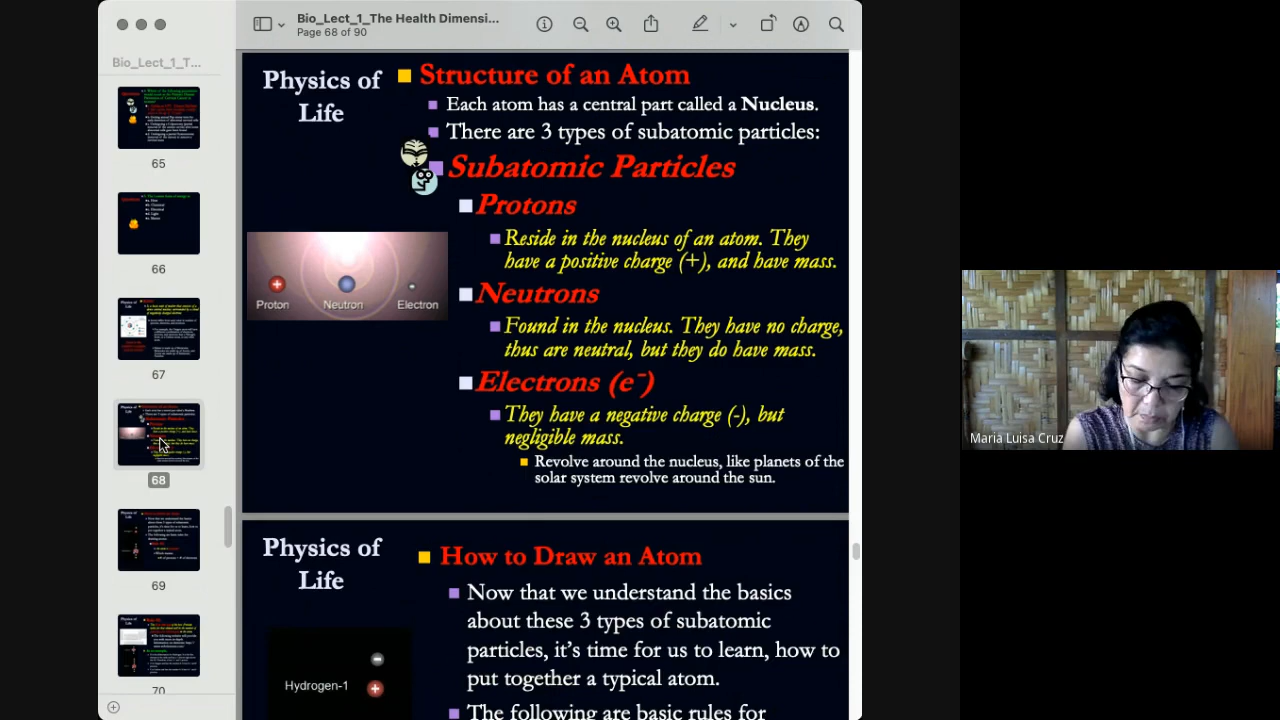 Bio_Lect_1_The Health Dimensi...
Page 68 of 90
Bio_Lect_1_T...
65
66
67
68
69
70
Physics of
Life
Structure of an Atom
Each atom has a central part called a Nucleus.
There are 3 types of subatomic particles:
Subatomic Particles
Protons
Reside in the nucleus of an atom. They
have a positive charge (+), and have mass.
Neutrons
Found in the nucleus. They have no charge,
thus are neutral, but they do have mass.
Electrons (e⁻)
They have a negative charge (-), but
negligible mass.
Revolve around the nucleus, like planets of the
solar system revolve around the sun.
Proton Neutron Electron
Physics of
Life
How to Draw an Atom
Now that we understand the basics
about these 3 types of subatomic
particles, it's time for us to learn how to
put together a typical atom.
The following are basic rules for
Hydrogen-1
Maria Luisa Cruz